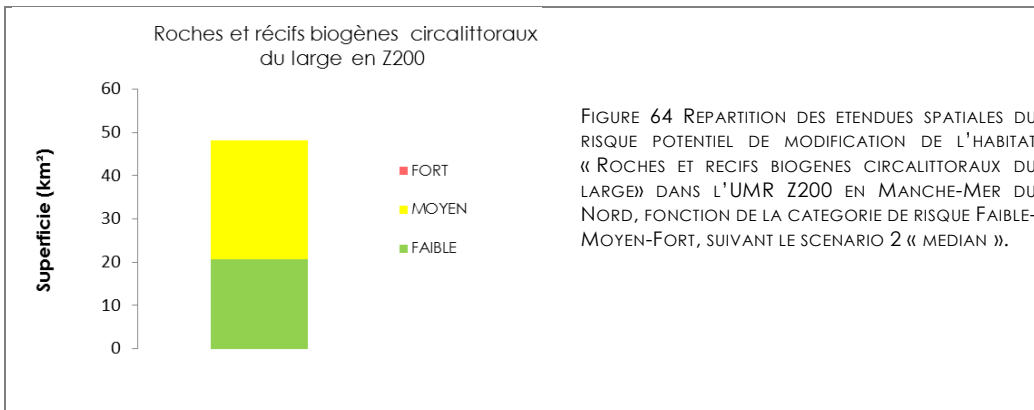 Roches et récifs biogènes circalittoraux
du large en Z200
Superficie (km²)
60
50
40
30
20
10
0
FORT
MOYEN
FAIBLE
FIGURE 64 REPARTITION DES ETENDUES SPATIALES DU
RISQUE POTENTIEL DE MODIFICATION DE L'HABITAT
« ROCHES ET RECIFS BIOGENES CIRCALITTORAUX DU
LARGE» DANS L'UMR Z200 EN MANCHE-MER DU
NORD, FONCTION DE LA CATEGORIE DE RISQUE FAIBLE-
MOYEN-FORT, SUIVANT LE SCENARIO 2 « MEDIAN ».